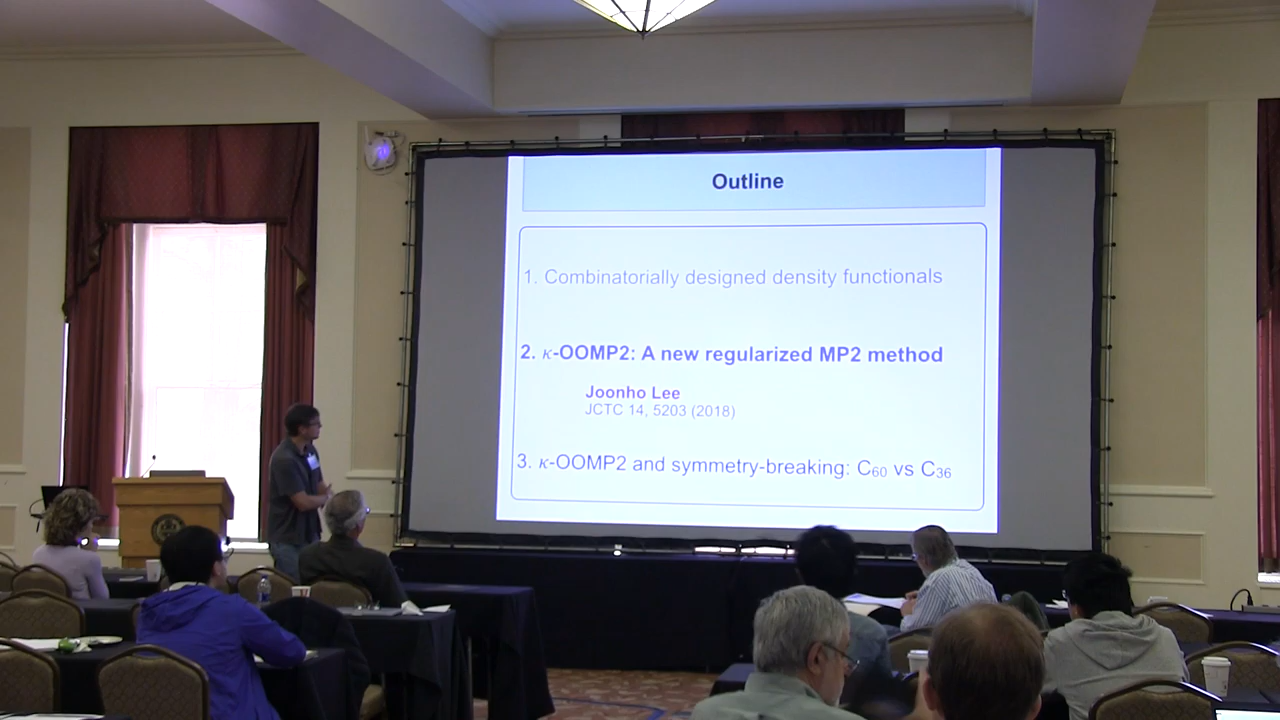 Outline
1. Combinatorially designed density functionals
2. κ-OOMP2: A new regularized MP2 method
Joonho Lee
JCTC 14, 5203 (2018)
3. κ-OOMP2 and symmetry-breaking: C₆₀ vs C₃₆